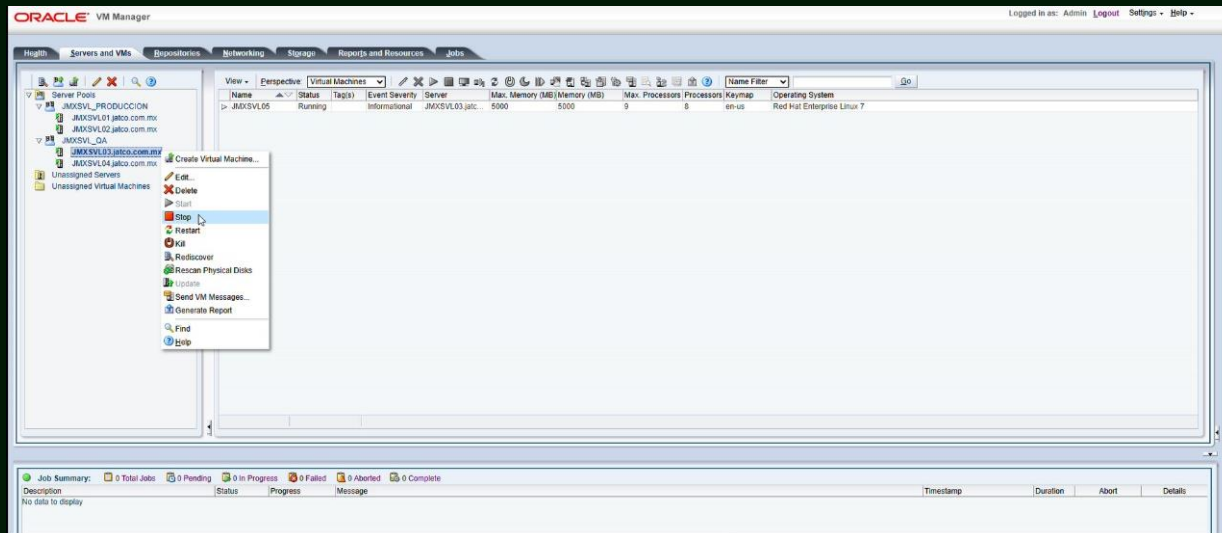 ORACLE VM Manager
Logged in as: Admin Logout Settings Help
Health Servers and VMs Repositories Networking Storage Reports and Resources Jobs
View Perspective: Virtual Machines Name Filter Go
Server Pools
JMXSVL_PRODUCCION
JMXSVL01.jatco.com.mx
JMXSVL02.jatco.com.mx
JMXSVL_QA
JMXSVL03.jatco.com.mx
JMXSVL04.jatco.com.mx
Unassigned Servers
Unassigned Virtual Machines
Create Virtual Machine...
Edit...
Delete
Start
Stop
Restart
Kill
Rediscover
Rescan Physical Disks
Update
Send VM Messages...
Generate Report
Find
Help
Name Status Tag(s) Event Severity Server Max. Memory (MB) Memory (MB) Max. Processors Processors Keymap Operating System
JMXSVL05 Running Informational JMXSVL03.jatc... 5000 5000 9 8 en-us Red Hat Enterprise Linux 7
Job Summary: 0 Total Jobs 0 Pending 0 In Progress 0 Failed 0 Aborted 0 Complete
Description Status Progress Message Timestamp Duration Abort Details
No data to display